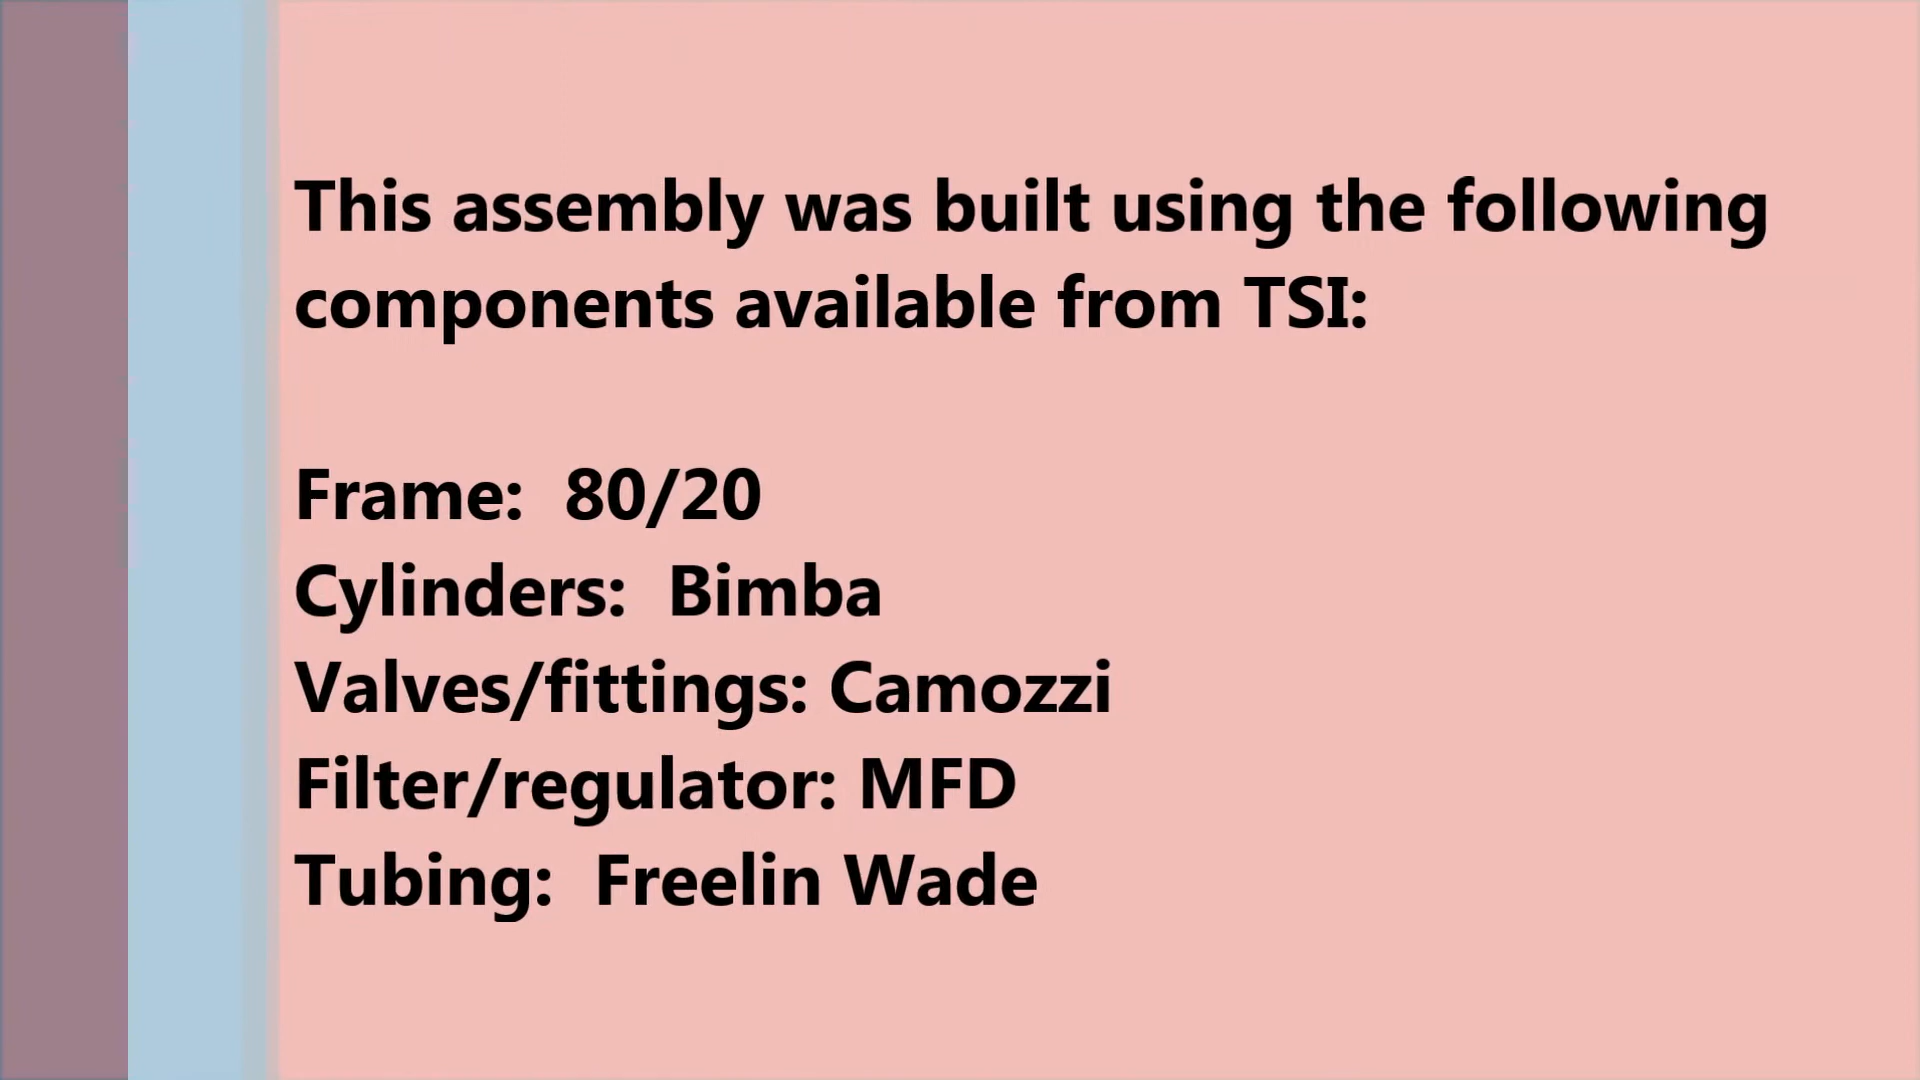 This assembly was built using the following
components available from TSI:
Frame:  80/20
Cylinders:  Bimba
Valves/fittings: Camozzi
Filter/regulator: MFD
Tubing:  Freelin Wade